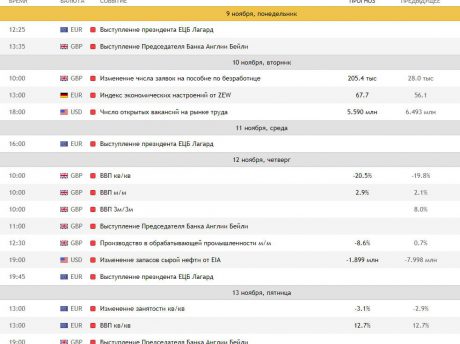 ВРЕМЯ ВАЛЮТА СОБЫТИЕ ПРОГНОЗ ПРЕДЫДУЩЕЕ
9 ноября, понедельник
12:25 EUR Выступление президента ЕЦБ Лагард
13:35 GBP Выступление Председателя Банка Англии Бейли
10 ноября, вторник
10:00 GBP Изменение числа заявок на пособие по безработице 205.4 тыс 28.0 тыс
13:00 EUR Индекс экономических настроений от ZEW 67.7 56.1
18:00 USD Число открытых вакансий на рынке труда 5.590 млн 6.493 млн
11 ноября, среда
16:00 EUR Выступление президента ЕЦБ Лагард
12 ноября, четверг
10:00 GBP ВВП кв/кв -20.5% -19.8%
10:00 GBP ВВП м/м 2.9% 2.1%
10:00 GBP ВВП 3м/3м 8.0%
11:00 GBP Выступление Председателя Банка Англии Бейли
12:30 GBP Производство в обрабатывающей промышленности м/м -8.6% 0.7%
19:00 USD Изменение запасов сырой нефти от EIA -1.899 млн -7.998 млн
19:45 EUR Выступление президента ЕЦБ Лагард
13 ноября, пятница
13:00 EUR Изменение занятости кв/кв -3.1% -2.9%
13:00 EUR ВВП кв/кв 12.7% 12.7%
19:00 GBP Выступление Председателя Банка Англии Бейли